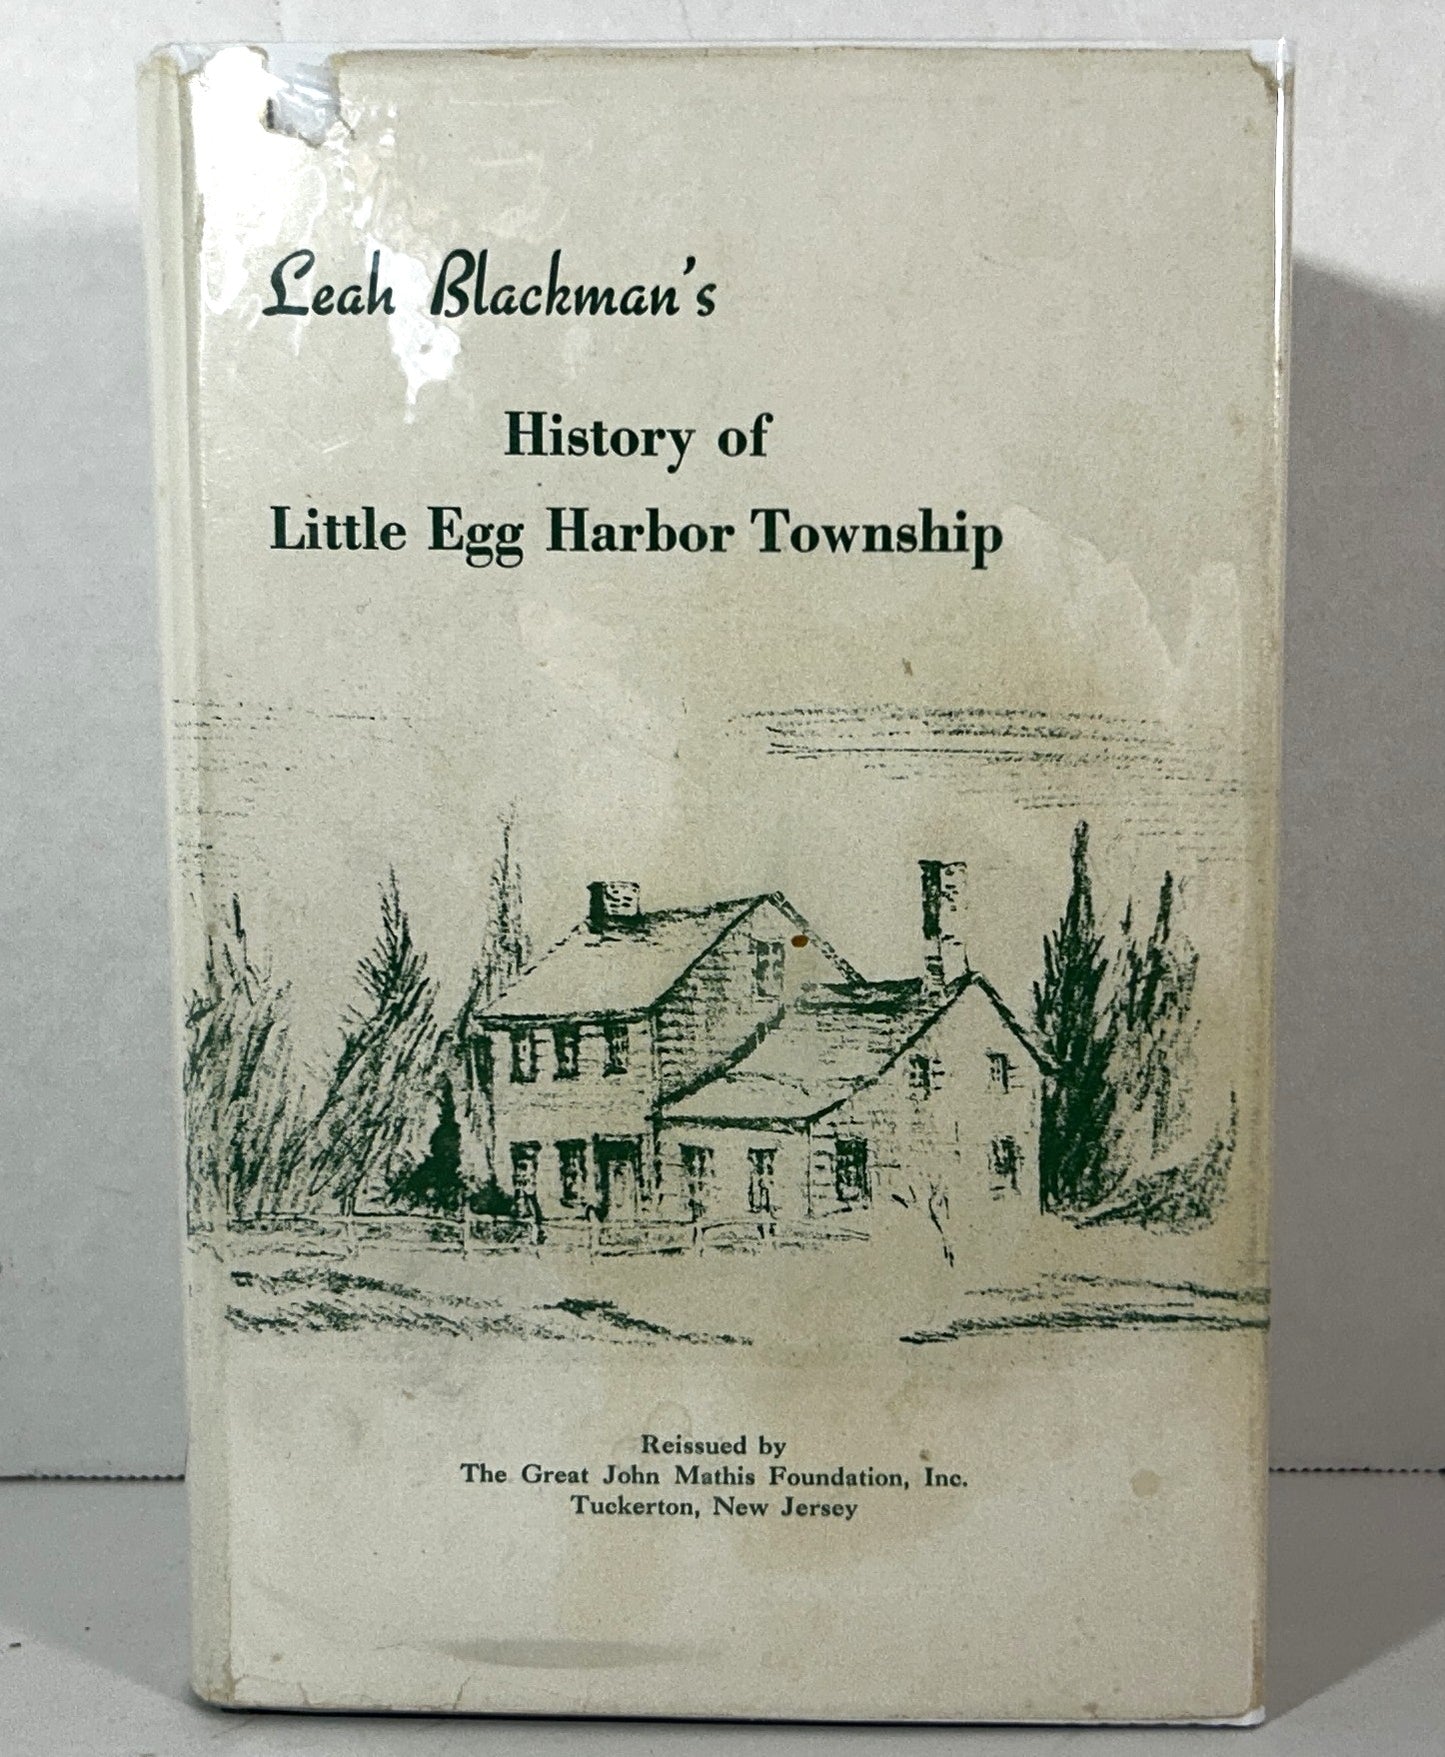 Leah Blackman's
History of
Little Egg Harbor Township
Reissued by
The Great John Mathis Foundation, Inc.
Tuckerton, New Jersey